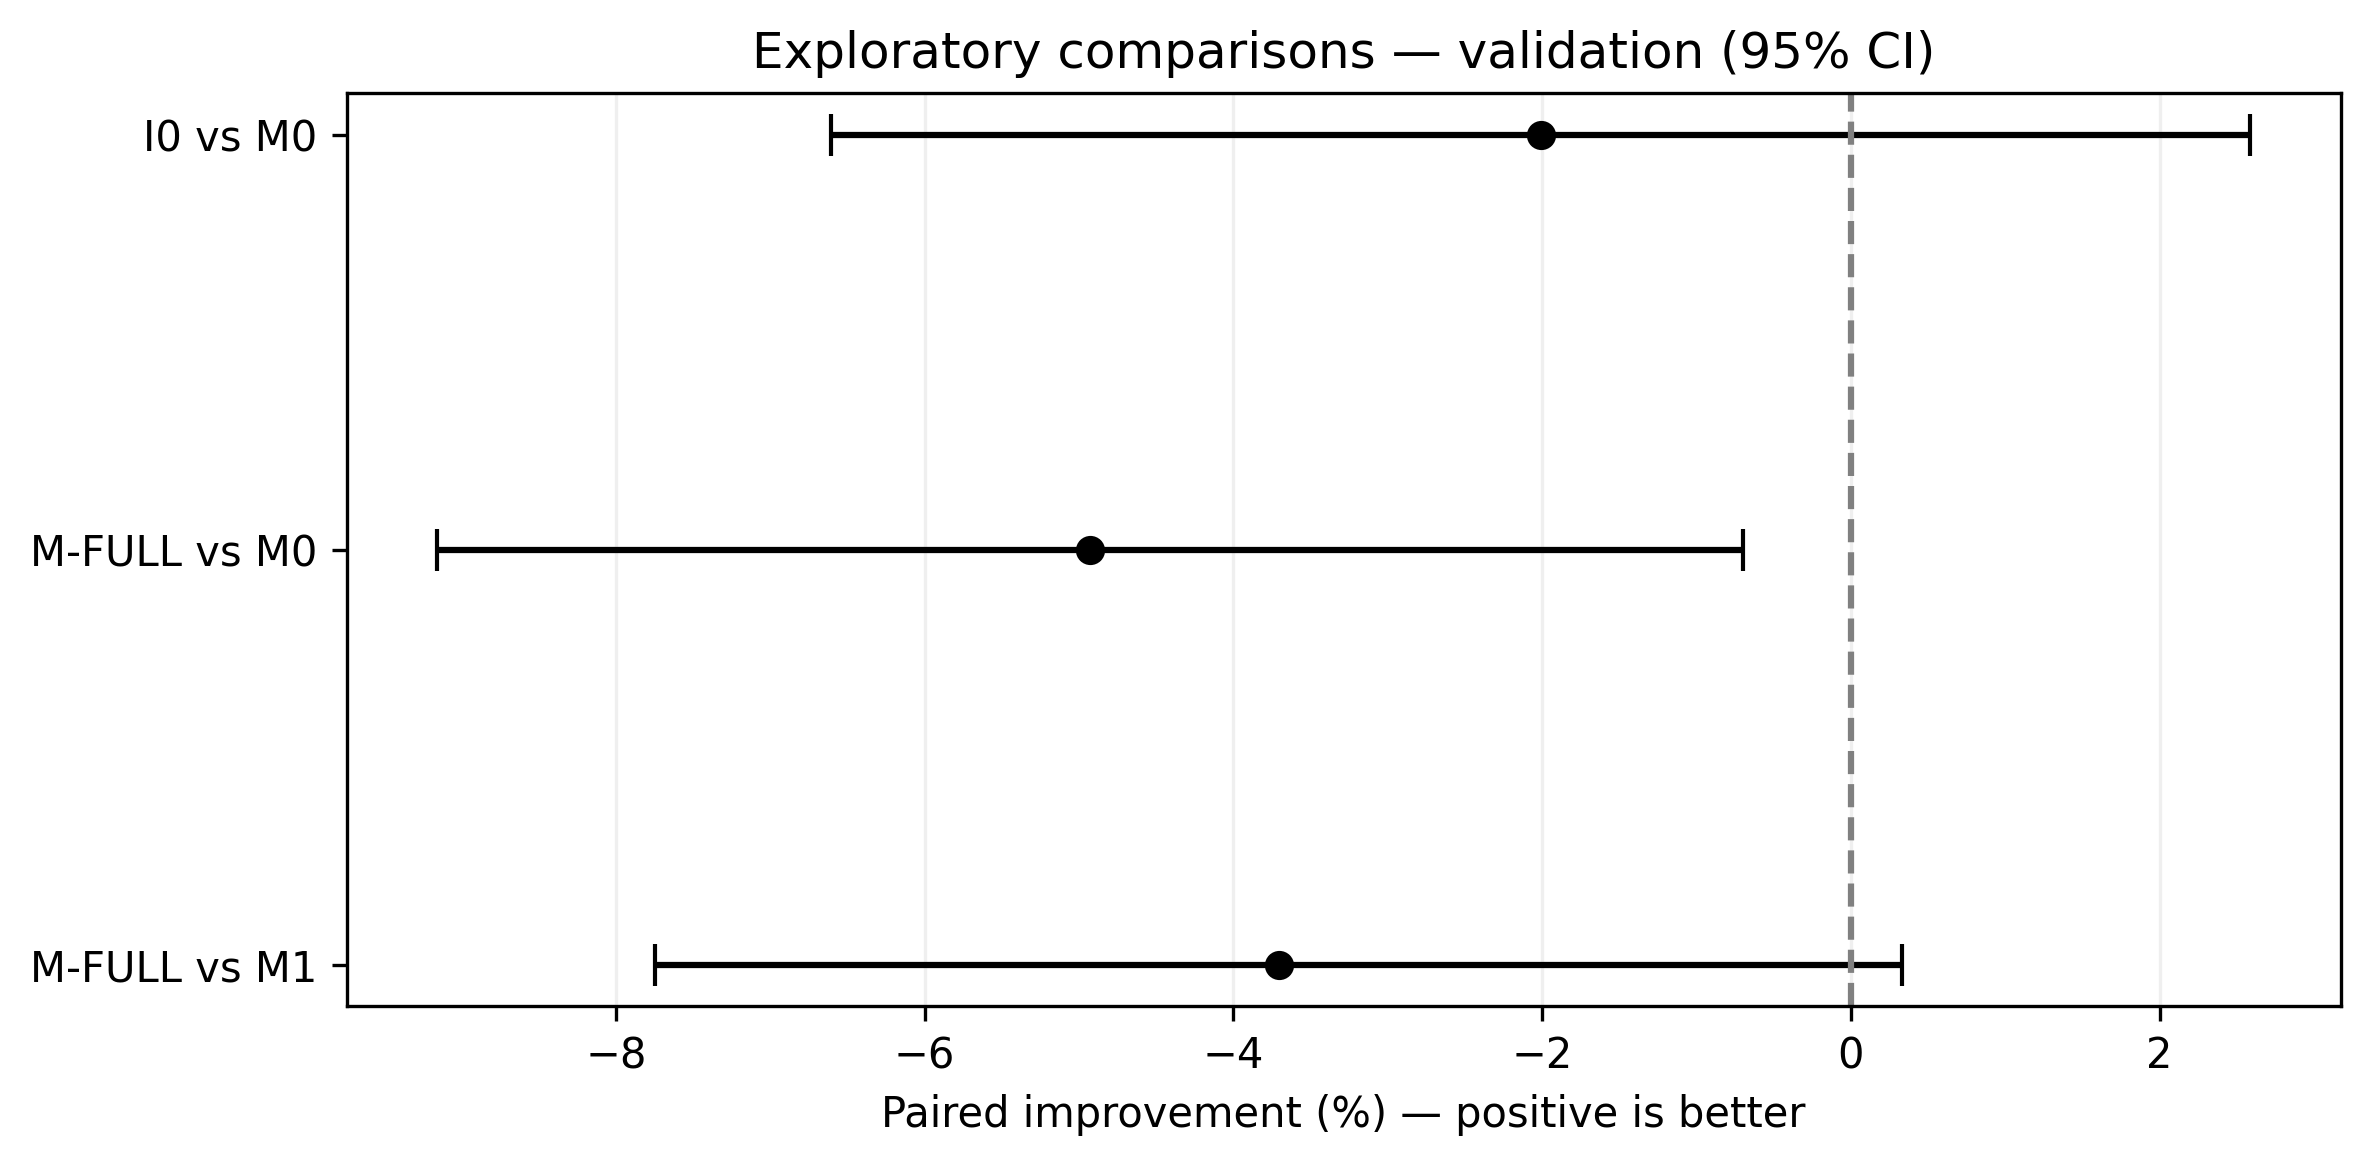 Exploratory comparisons — validation (95% CI)
I0 vs M0
M-FULL vs M0
M-FULL vs M1
−8 −6 −4 −2 0 2
Paired improvement (%) — positive is better